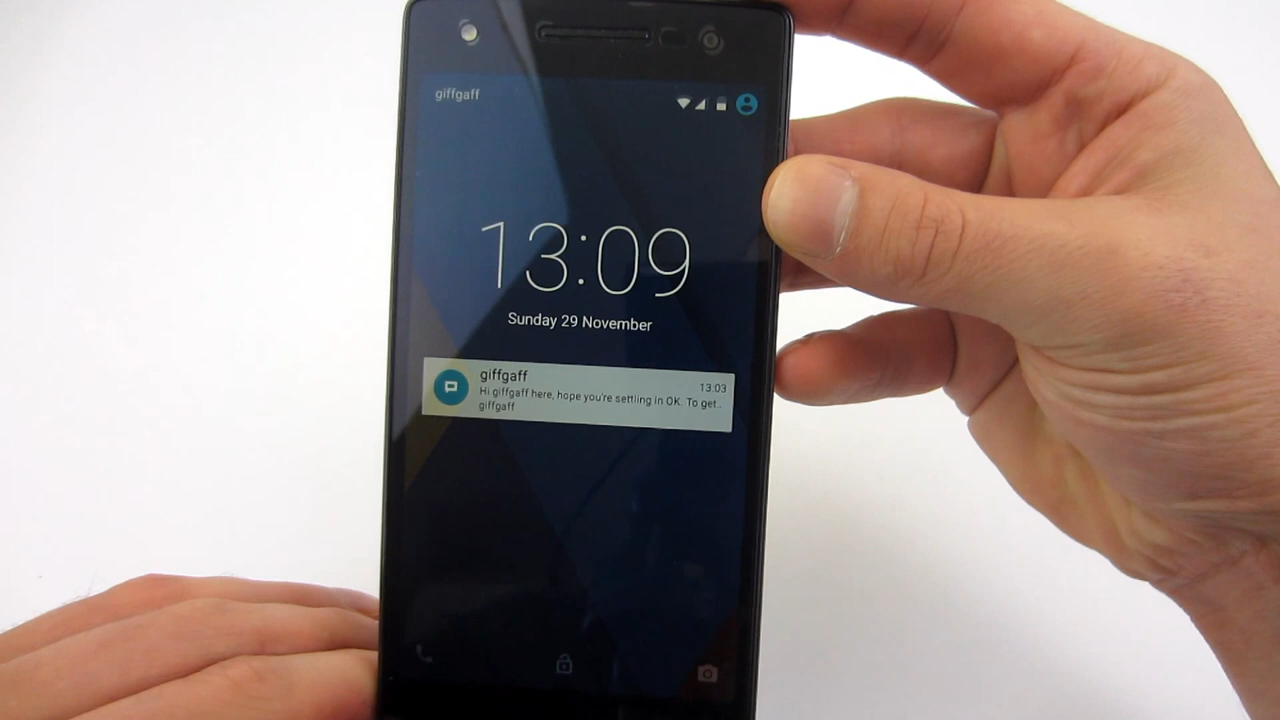 giffgaff
13:09
Sunday 29 November
giffgaff
13:03
Hi giffgaff here, hope you're settling in OK. To get..
giffgaff